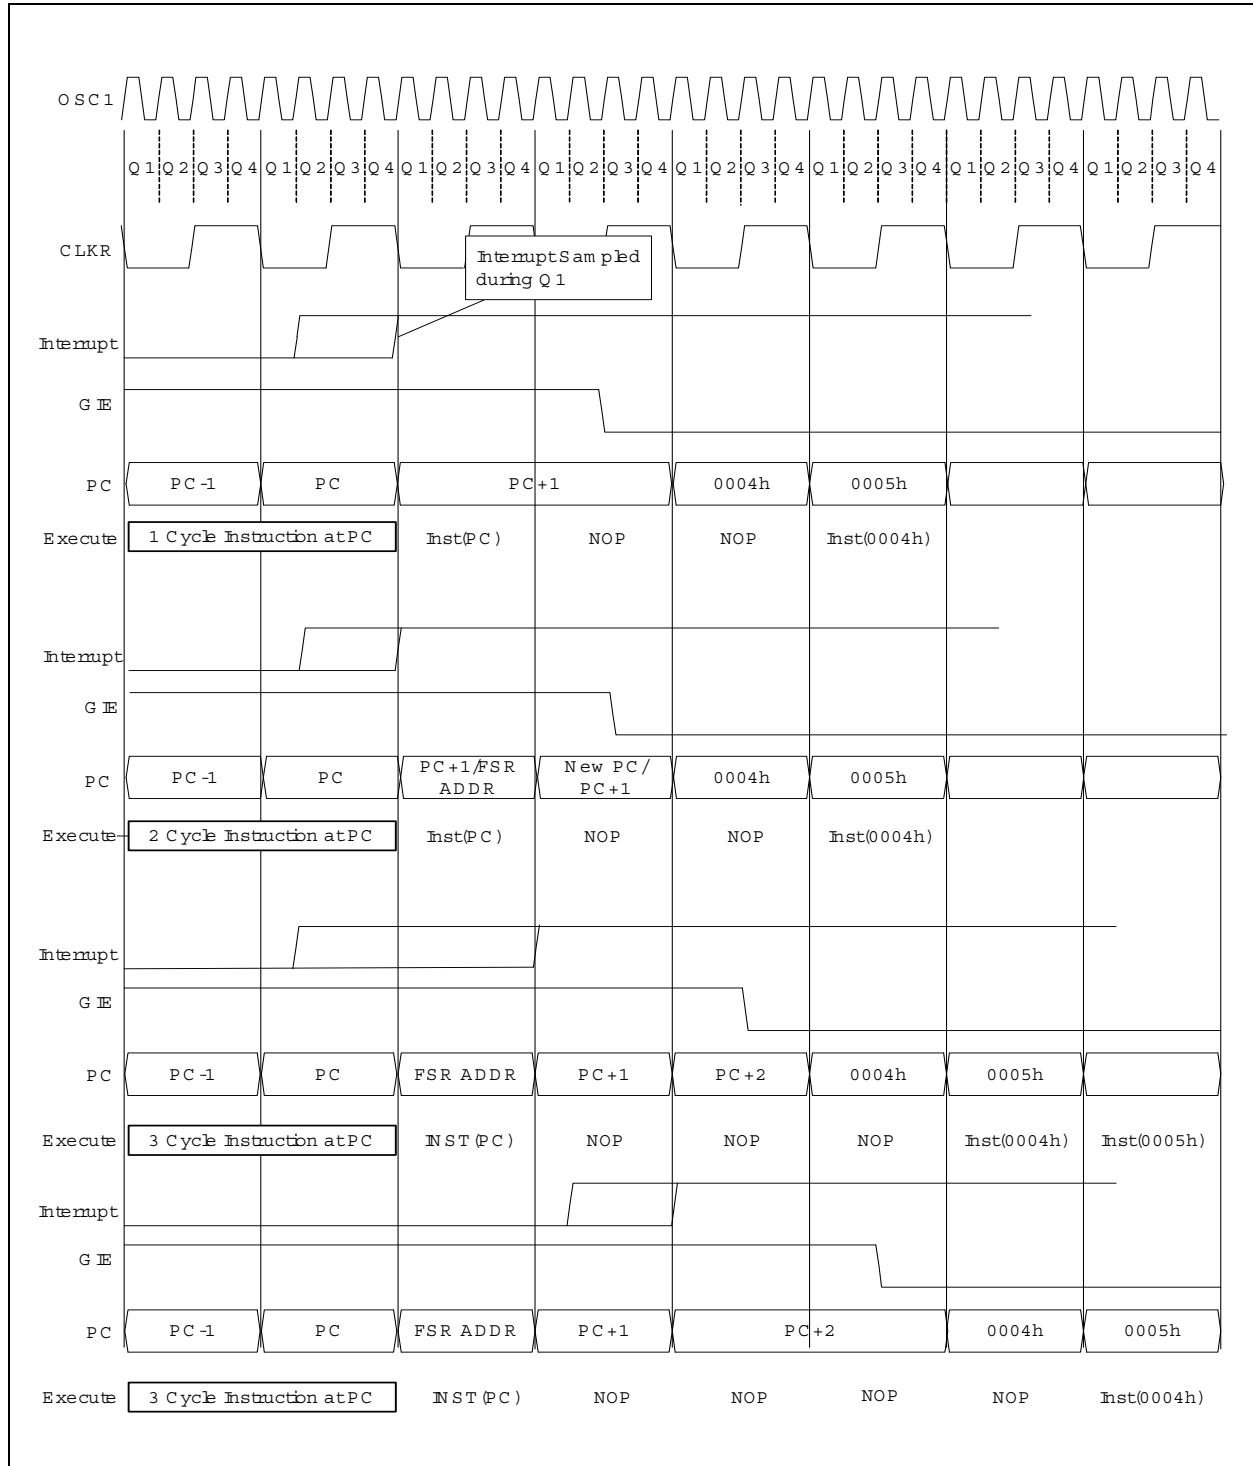 OSC1
Q1 Q2 Q3 Q4 Q1 Q2 Q3 Q4 Q1 Q2 Q3 Q4 Q1 Q2 Q3 Q4 Q1 Q2 Q3 Q4 Q1 Q2 Q3 Q4 Q1 Q2 Q3 Q4 Q1 Q2 Q3 Q4
CLKR
Interrupt Sampled
during Q1
Interrupt
GIE
PC PC-1 PC PC+1 0004h 0005h
Execute 1 Cycle Instruction at PC Inst(PC) NOP NOP Inst(0004h)
Interrupt
GIE
PC PC-1 PC PC+1/FSR ADDR New PC/ PC+1 0004h 0005h
Execute 2 Cycle Instruction at PC Inst(PC) NOP NOP Inst(0004h)
Interrupt
GIE
PC PC-1 PC FSR ADDR PC+1 PC+2 0004h 0005h
Execute 3 Cycle Instruction at PC INST(PC) NOP NOP NOP Inst(0004h) Inst(0005h)
Interrupt
GIE
PC PC-1 PC FSR ADDR PC+1 PC+2 0004h 0005h
Execute 3 Cycle Instruction at PC INST(PC) NOP NOP NOP NOP Inst(0004h)